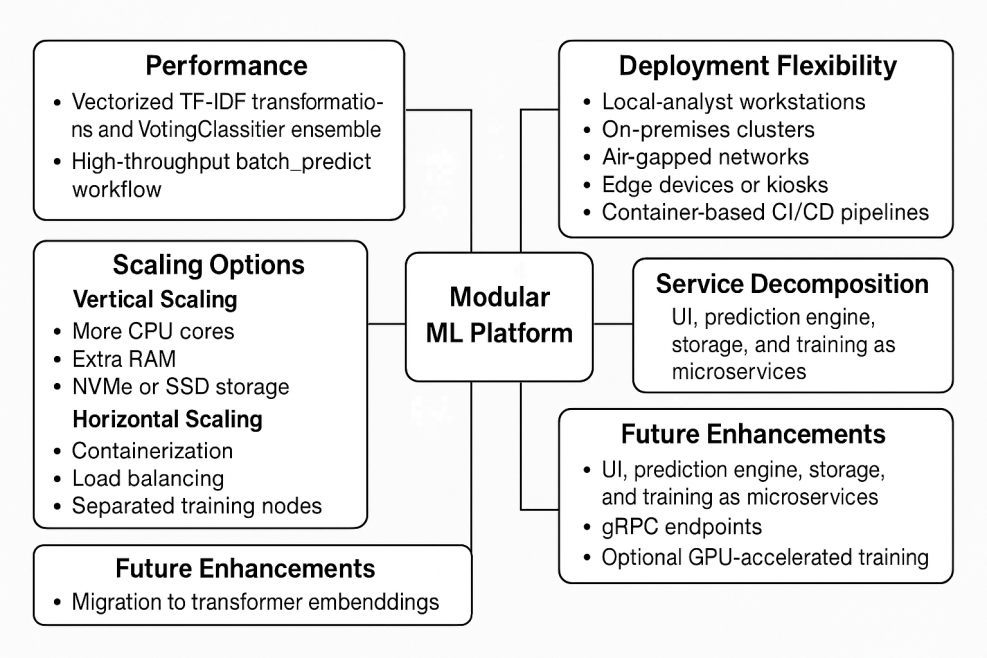 Performance
• Vectorized TF-IDF transformatio-
ns and VotingClassitier ensemble
• High-throughput batch_predict
workflow
Scaling Options
Vertical Scaling
• More CPU cores
• Extra RAM
• NVMe or SSD storage
Horizontal Scaling
• Containerization
• Load balancing
• Separated training nodes
Future Enhancements
• Migration to transformer embenddings
Modular
ML Platform
Deployment Flexibility
• Local-analyst workstations
• On-premises clusters
• Air-gapped networks
• Edge devices or kiosks
• Container-based CI/CD pipelines
Service Decomposition
UI, prediction engine,
storage, and training as
microservices
Future Enhancements
• UI, prediction engine, storage,
and training as microservices
• gRPC endpoints
• Optional GPU-accelerated training